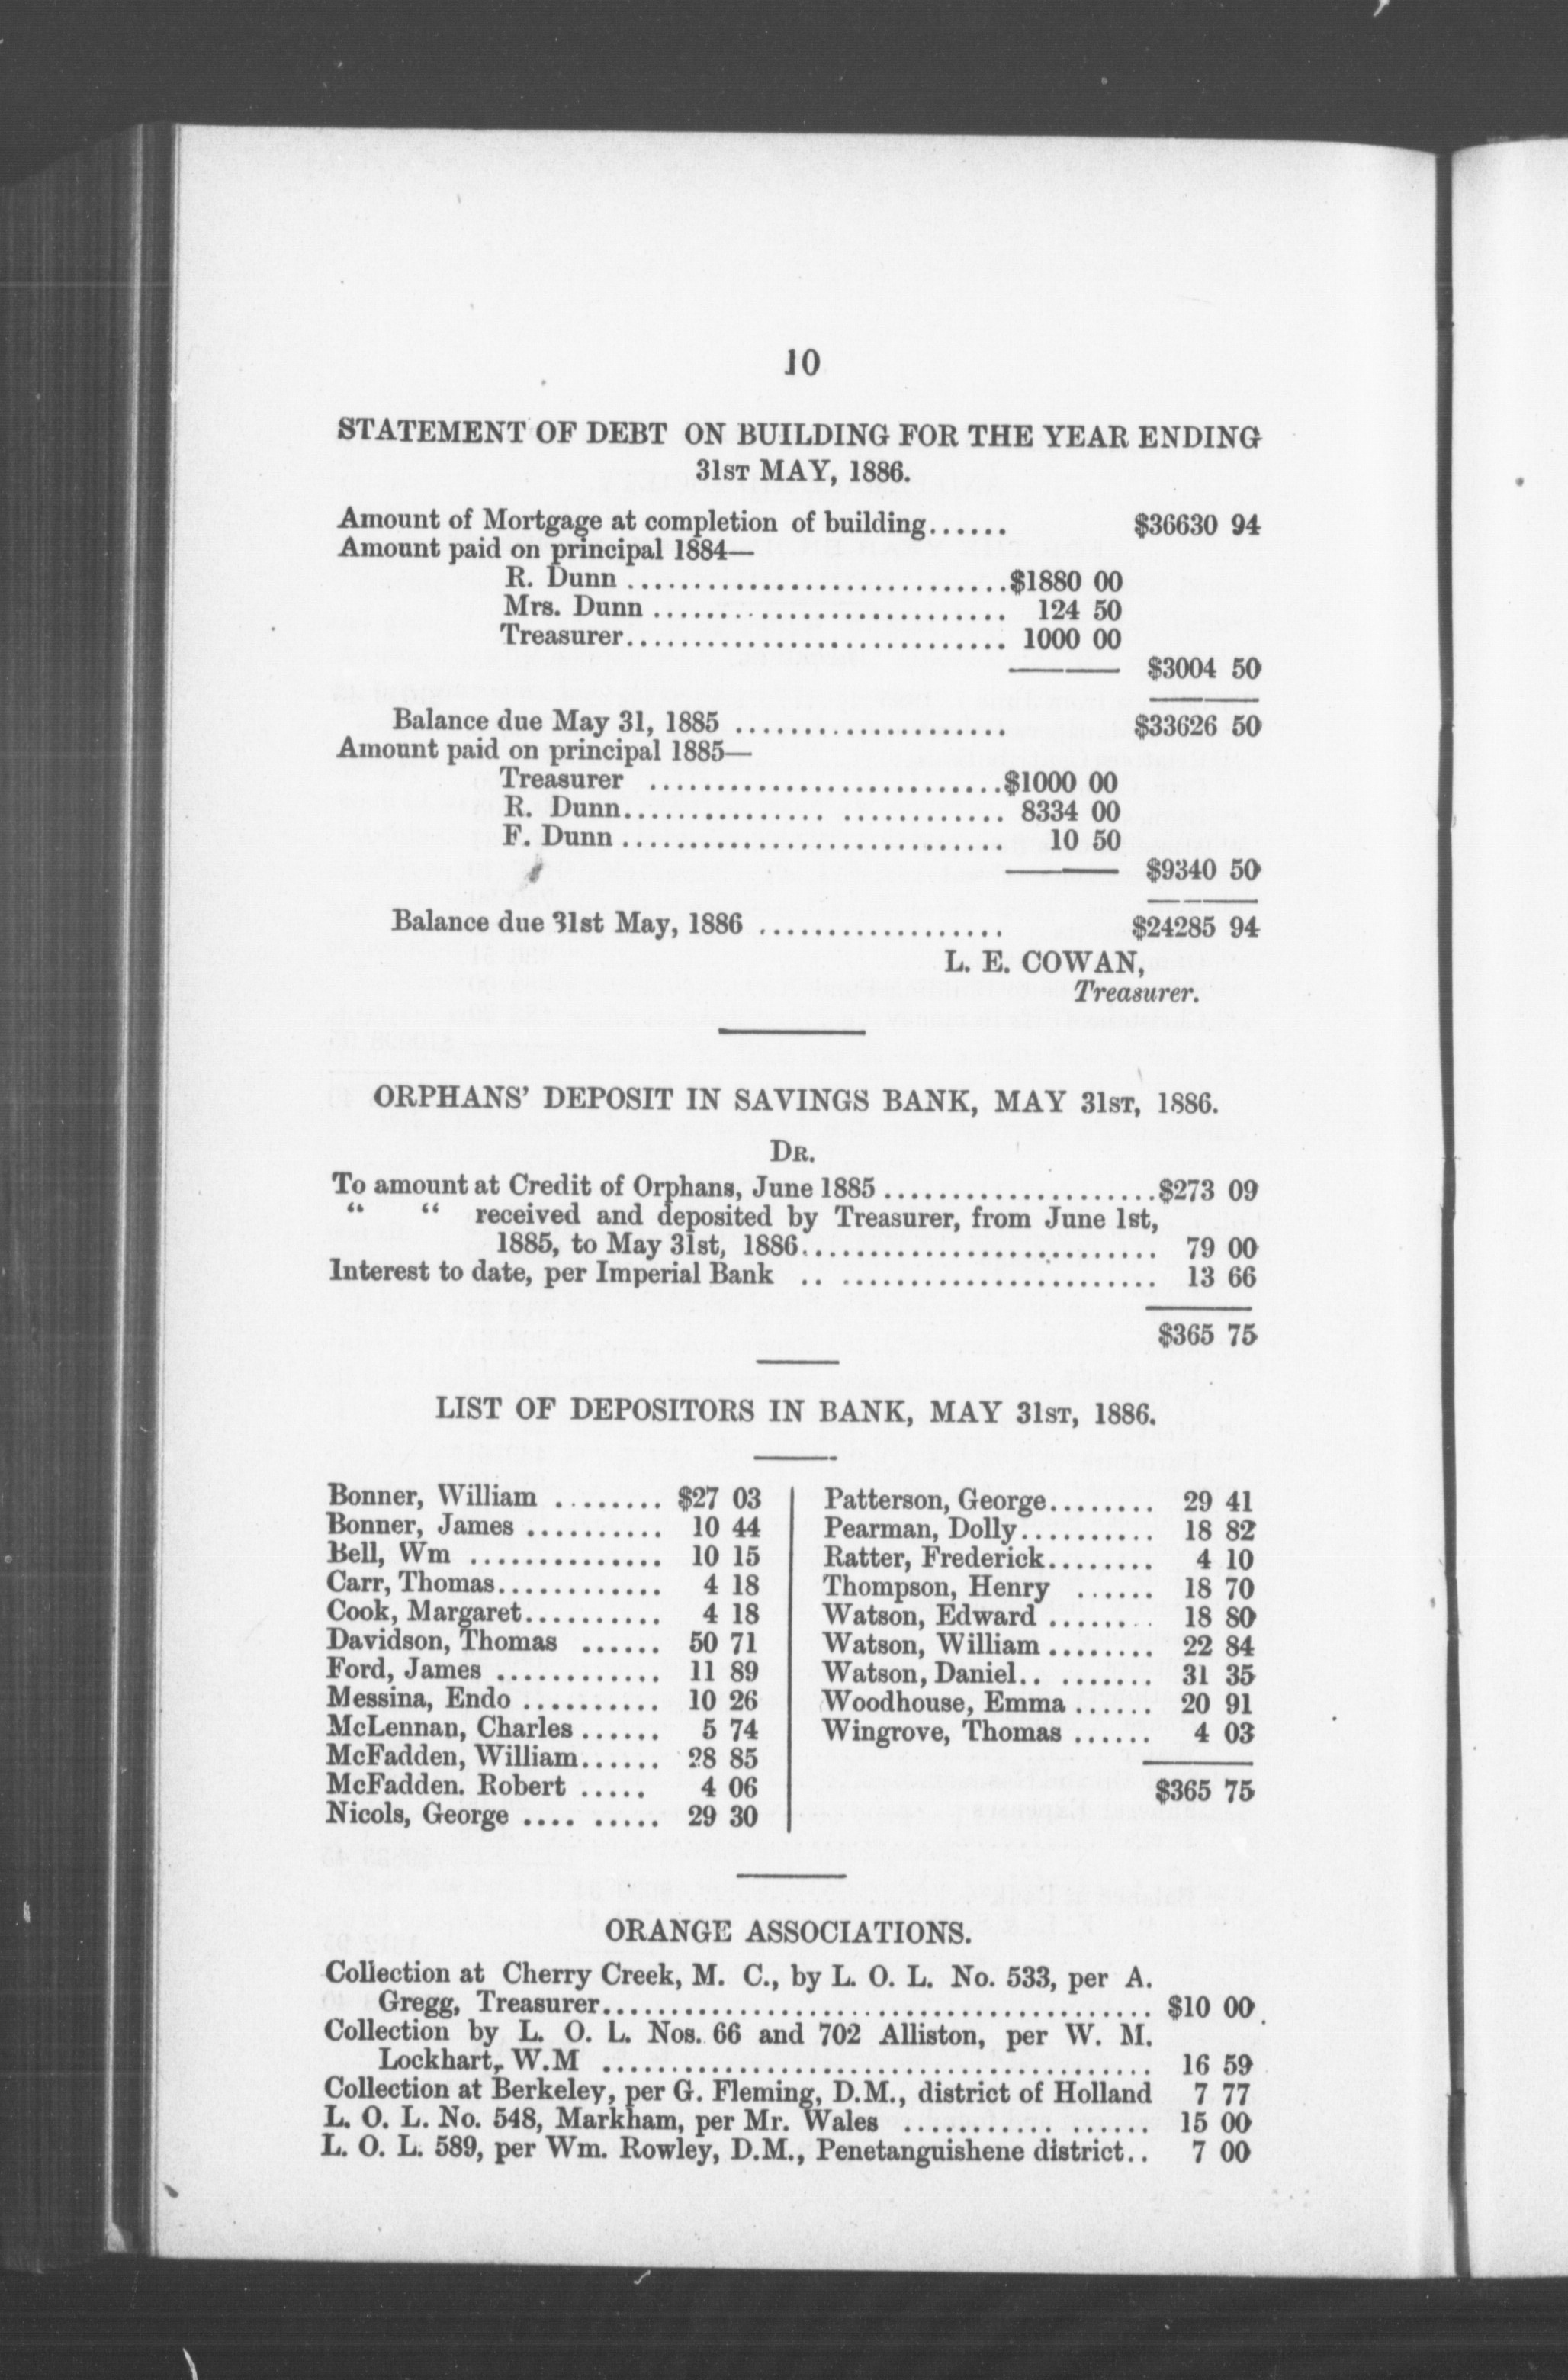 10
STATEMENT OF DEBT ON BUILDING FOR THE YEAR ENDING
31ST MAY, 1886.
Amount of Mortgage at completion of building...... $36630 94
Amount paid on principal 1884—
R. Dunn ............................. $1880 00
Mrs. Dunn ........................... 124 50
Treasurer............................. 1000 00
$3004 50
Balance due May 31, 1885 ..................... $33626 50
Amount paid on principal 1885—
Treasurer ...........................$1000 00
R. Dunn............... ............ 8334 00
F. Dunn ............................. 10 50
$9340 50
Balance due 31st May, 1886 ................... $24285 94
L. E. COWAN,
Treasurer.
ORPHANS' DEPOSIT IN SAVINGS BANK, MAY 31ST, 1886.
DR.
To amount at Credit of Orphans, June 1885 .....................$273 09
“ “ received and deposited by Treasurer, from June 1st,
1885, to May 31st, 1886........................... 79 00
Interest to date, per Imperial Bank .. ........................ 13 66
$365 75
LIST OF DEPOSITORS IN BANK, MAY 31ST, 1886.
Bonner, William ........ $27 03
Bonner, James .......... 10 44
Bell, Wm ............... 10 15
Carr, Thomas............ 4 18
Cook, Margaret.......... 4 18
Davidson, Thomas ...... 50 71
Ford, James ............ 11 89
Messina, Endo .......... 10 26
McLennan, Charles ...... 5 74
McFadden, William...... 28 85
McFadden. Robert ..... 4 06
Nicols, George .... ..... 29 30
Patterson, George........ 29 41
Pearman, Dolly.......... 18 82
Ratter, Frederick........ 4 10
Thompson, Henry ...... 18 70
Watson, Edward ........ 18 80
Watson, William ........ 22 84
Watson, Daniel.. ....... 31 35
Woodhouse, Emma ...... 20 91
Wingrove, Thomas ...... 4 03
$365 75
ORANGE ASSOCIATIONS.
Collection at Cherry Creek, M. C., by L. O. L. No. 533, per A.
Gregg, Treasurer......................................... $10 00
Collection by L. O. L. Nos. 66 and 702 Alliston, per W. M.
Lockhart, W.M ......................................... 16 59
Collection at Berkeley, per G. Fleming, D.M., district of Holland 7 77
L. O. L. No. 548, Markham, per Mr. Wales ........... ...... 15 00
L. O. L. 589, per Wm. Rowley, D.M., Penetanguishene district.. 7 00